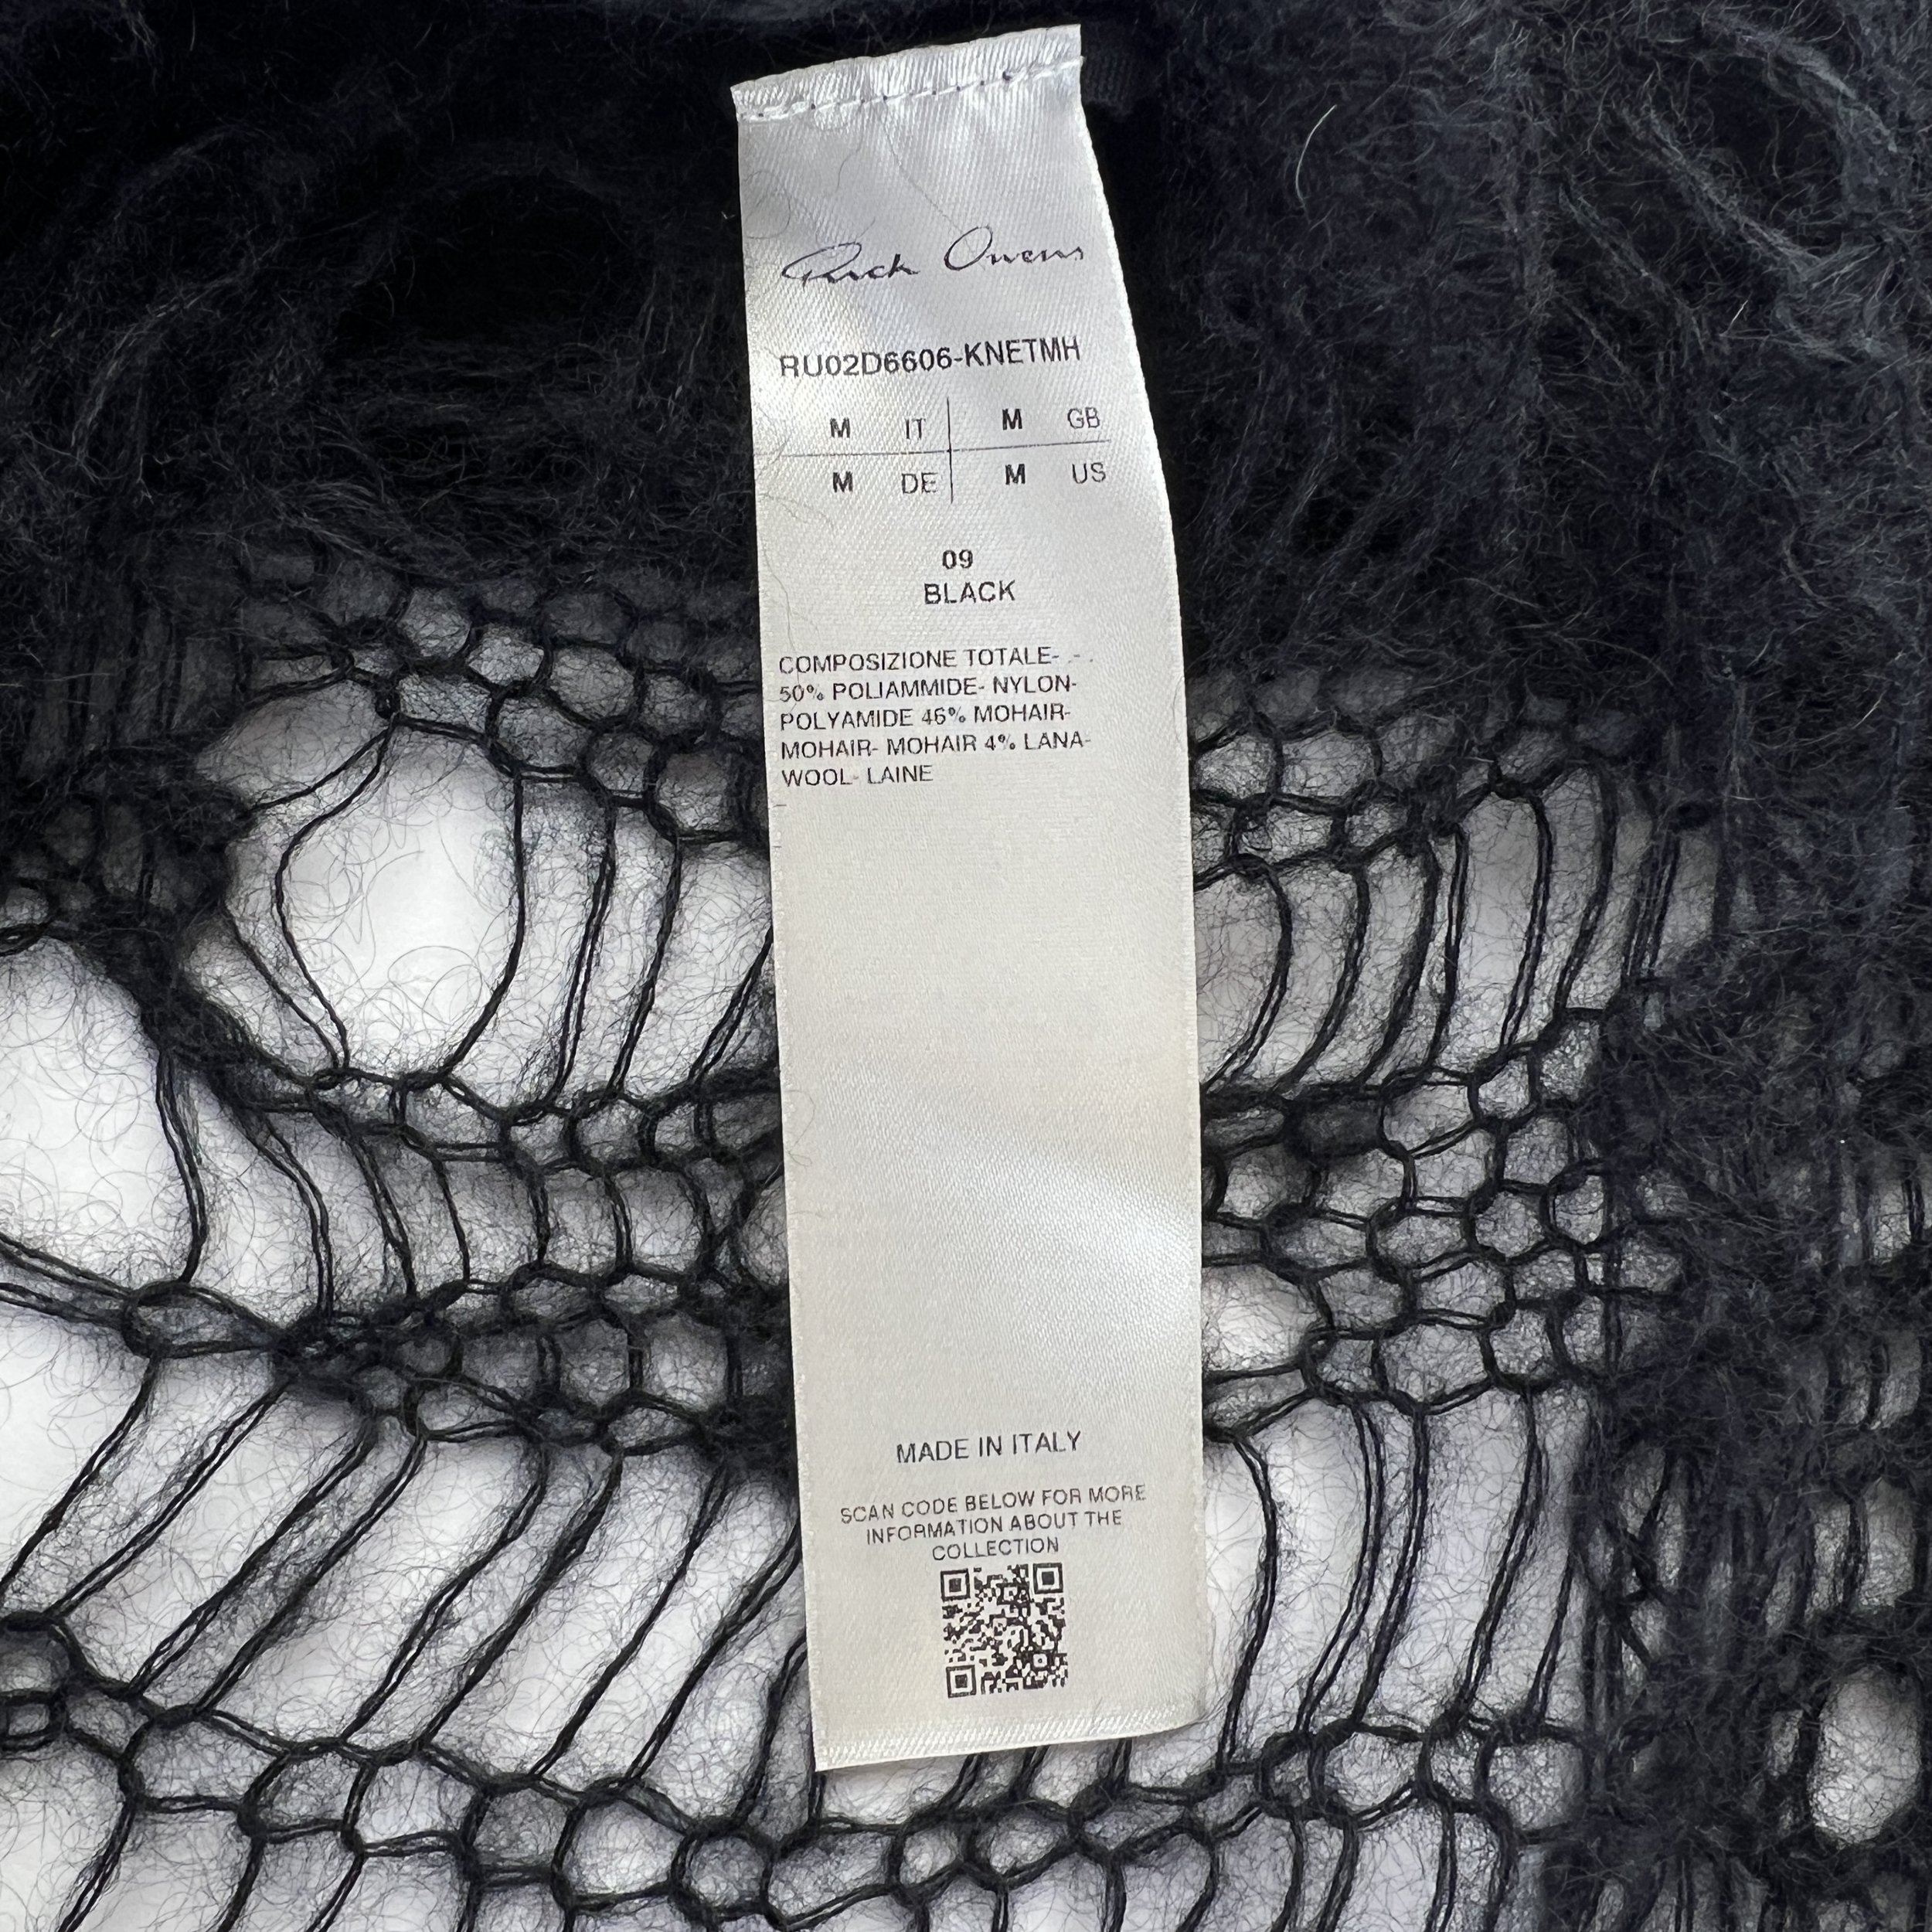 Rick Owens
RU02D6606-KNETMH
M IT M GB
M DE M US
09
BLACK
COMPOSIZIONE TOTALE- - .
50% POLIAMMIDE- NYLON-
POLYAMIDE 46% MOHAIR-
MOHAIR- MOHAIR 4% LANA-
WOOL- LAINE
MADE IN ITALY
SCAN CODE BELOW FOR MORE
INFORMATION ABOUT THE
COLLECTION